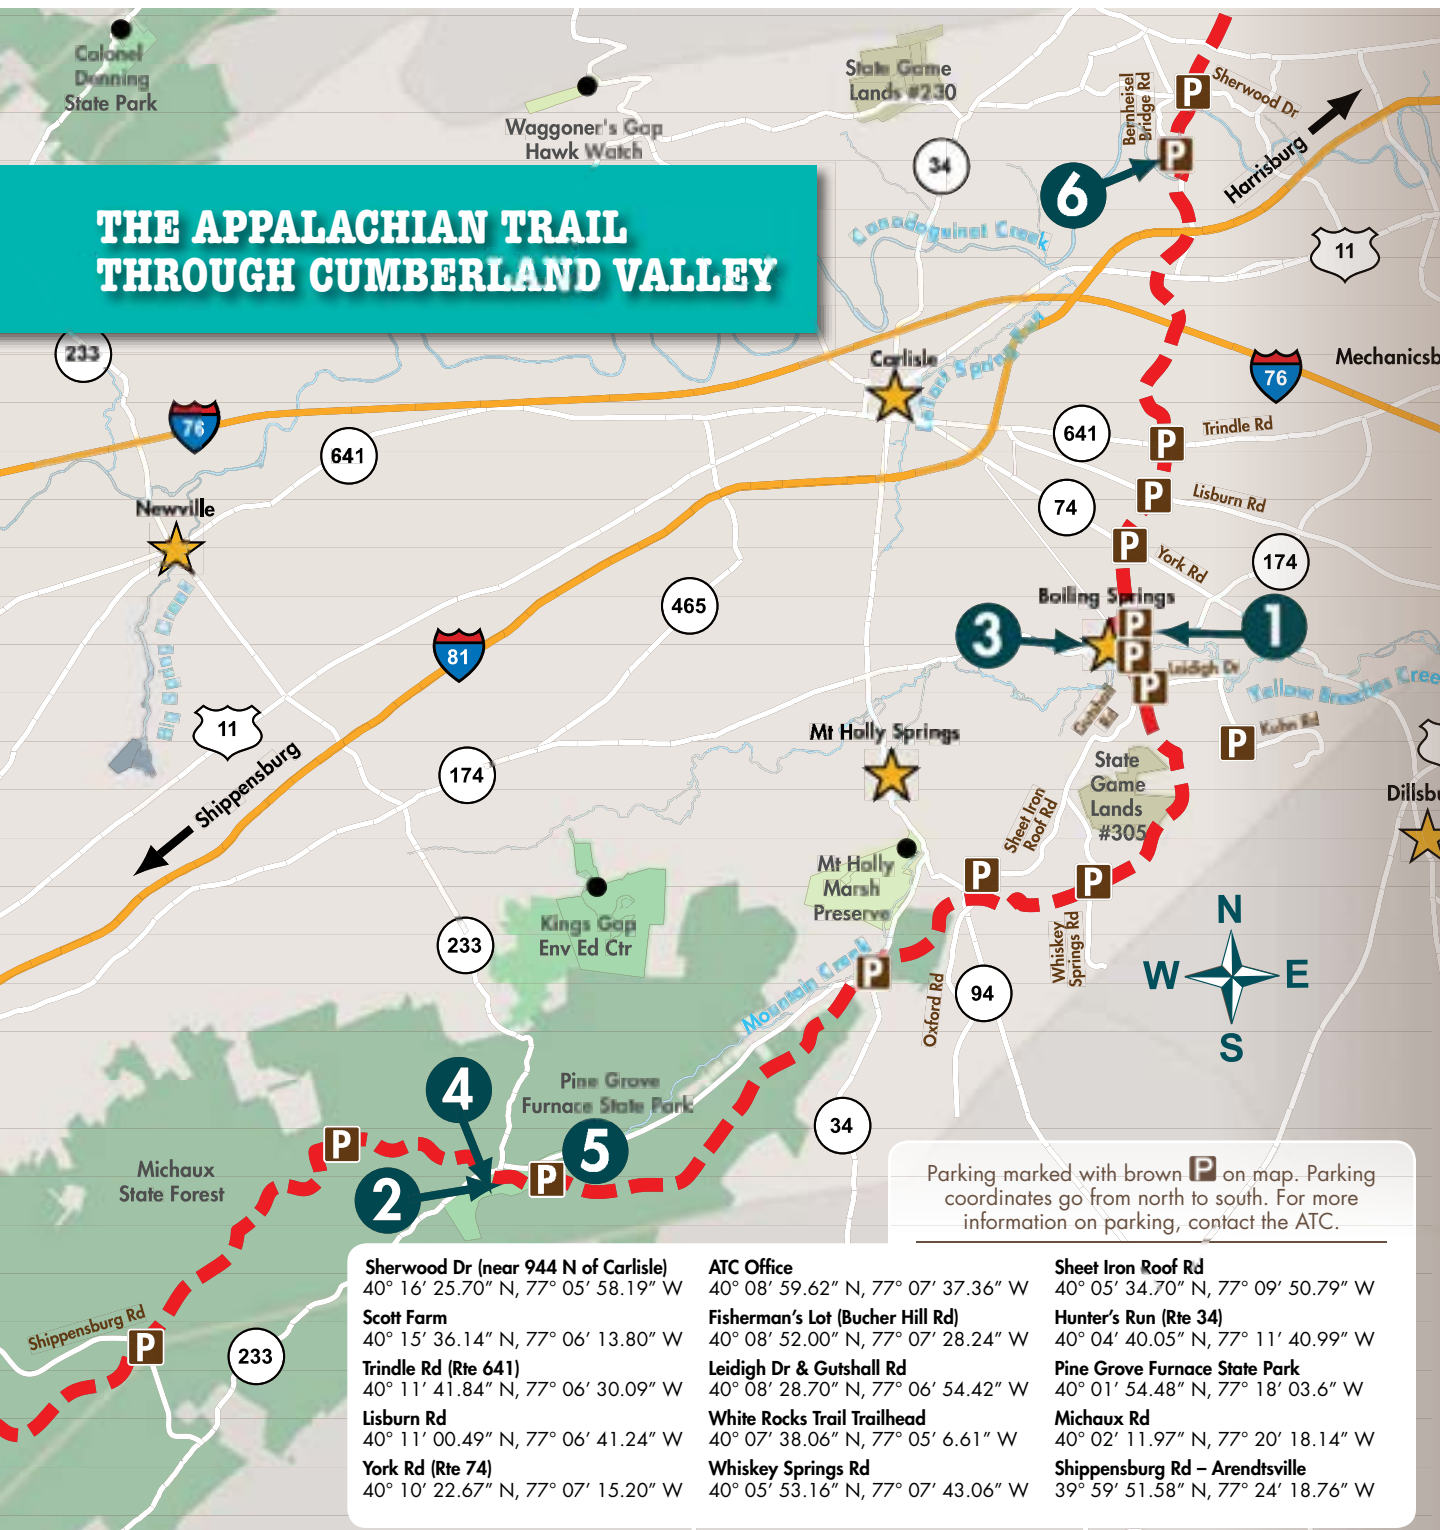 Colonel
Denning
State Park
Waggoner's Gap
Hawk Watch
State Game
Lands #230
34
Bernheisel
Bridge Rd
P
Sherwood Dr
P
Harrisburg
6
11
THE APPALACHIAN TRAIL
THROUGH CUMBERLAND VALLEY
Conodoguinet Creek
233
Carlisle
LeTort Spring Run
76
Mechanicsb
76
641
641
P
Trindle Rd
P
Lisburn Rd
74
Newville
P
York Rd
174
Big Spring Creek
465
Boiling Springs
3
P
1
P
81
Leidigh Dr
P
Yellow Breeches Cree
Gutshall
Rd
11
Shippensburg
Mt Holly Springs
P
Kuhn Rd
174
State
Game
Lands
#305
Dillsbu
Sheet Iron
Roof Rd
Mt Holly
Marsh
Preserve
P
P
Kings Gap
Env Ed Ctr
233
Whiskey
Springs Rd
N
W
E
S
Mountain Creek
P
Oxford Rd
94
4
Pine Grove
Furnace State Park
34
5
P
P
Michaux
State Forest
2
Shippensburg Rd
P
233
Parking marked with brown P on map. Parking
coordinates go from north to south. For more
information on parking, contact the ATC.
Sherwood Dr (near 944 N of Carlisle)
40° 16' 25.70" N, 77° 05' 58.19" W
Scott Farm
40° 15' 36.14" N, 77° 06' 13.80" W
Trindle Rd (Rte 641)
40° 11' 41.84" N, 77° 06' 30.09" W
Lisburn Rd
40° 11' 00.49" N, 77° 06' 41.24" W
York Rd (Rte 74)
40° 10' 22.67" N, 77° 07' 15.20" W
ATC Office
40° 08' 59.62" N, 77° 07' 37.36" W
Fisherman's Lot (Bucher Hill Rd)
40° 08' 52.00" N, 77° 07' 28.24" W
Leidigh Dr & Gutshall Rd
40° 08' 28.70" N, 77° 06' 54.42" W
White Rocks Trail Trailhead
40° 07' 38.06" N, 77° 05' 6.61" W
Whiskey Springs Rd
40° 05' 53.16" N, 77° 07' 43.06" W
Sheet Iron Roof Rd
40° 05' 34.70" N, 77° 09' 50.79" W
Hunter's Run (Rte 34)
40° 04' 40.05" N, 77° 11' 40.99" W
Pine Grove Furnace State Park
40° 01' 54.48" N, 77° 18' 03.6" W
Michaux Rd
40° 02' 11.97" N, 77° 20' 18.14" W
Shippensburg Rd – Arendtsville
39° 59' 51.58" N, 77° 24' 18.76" W